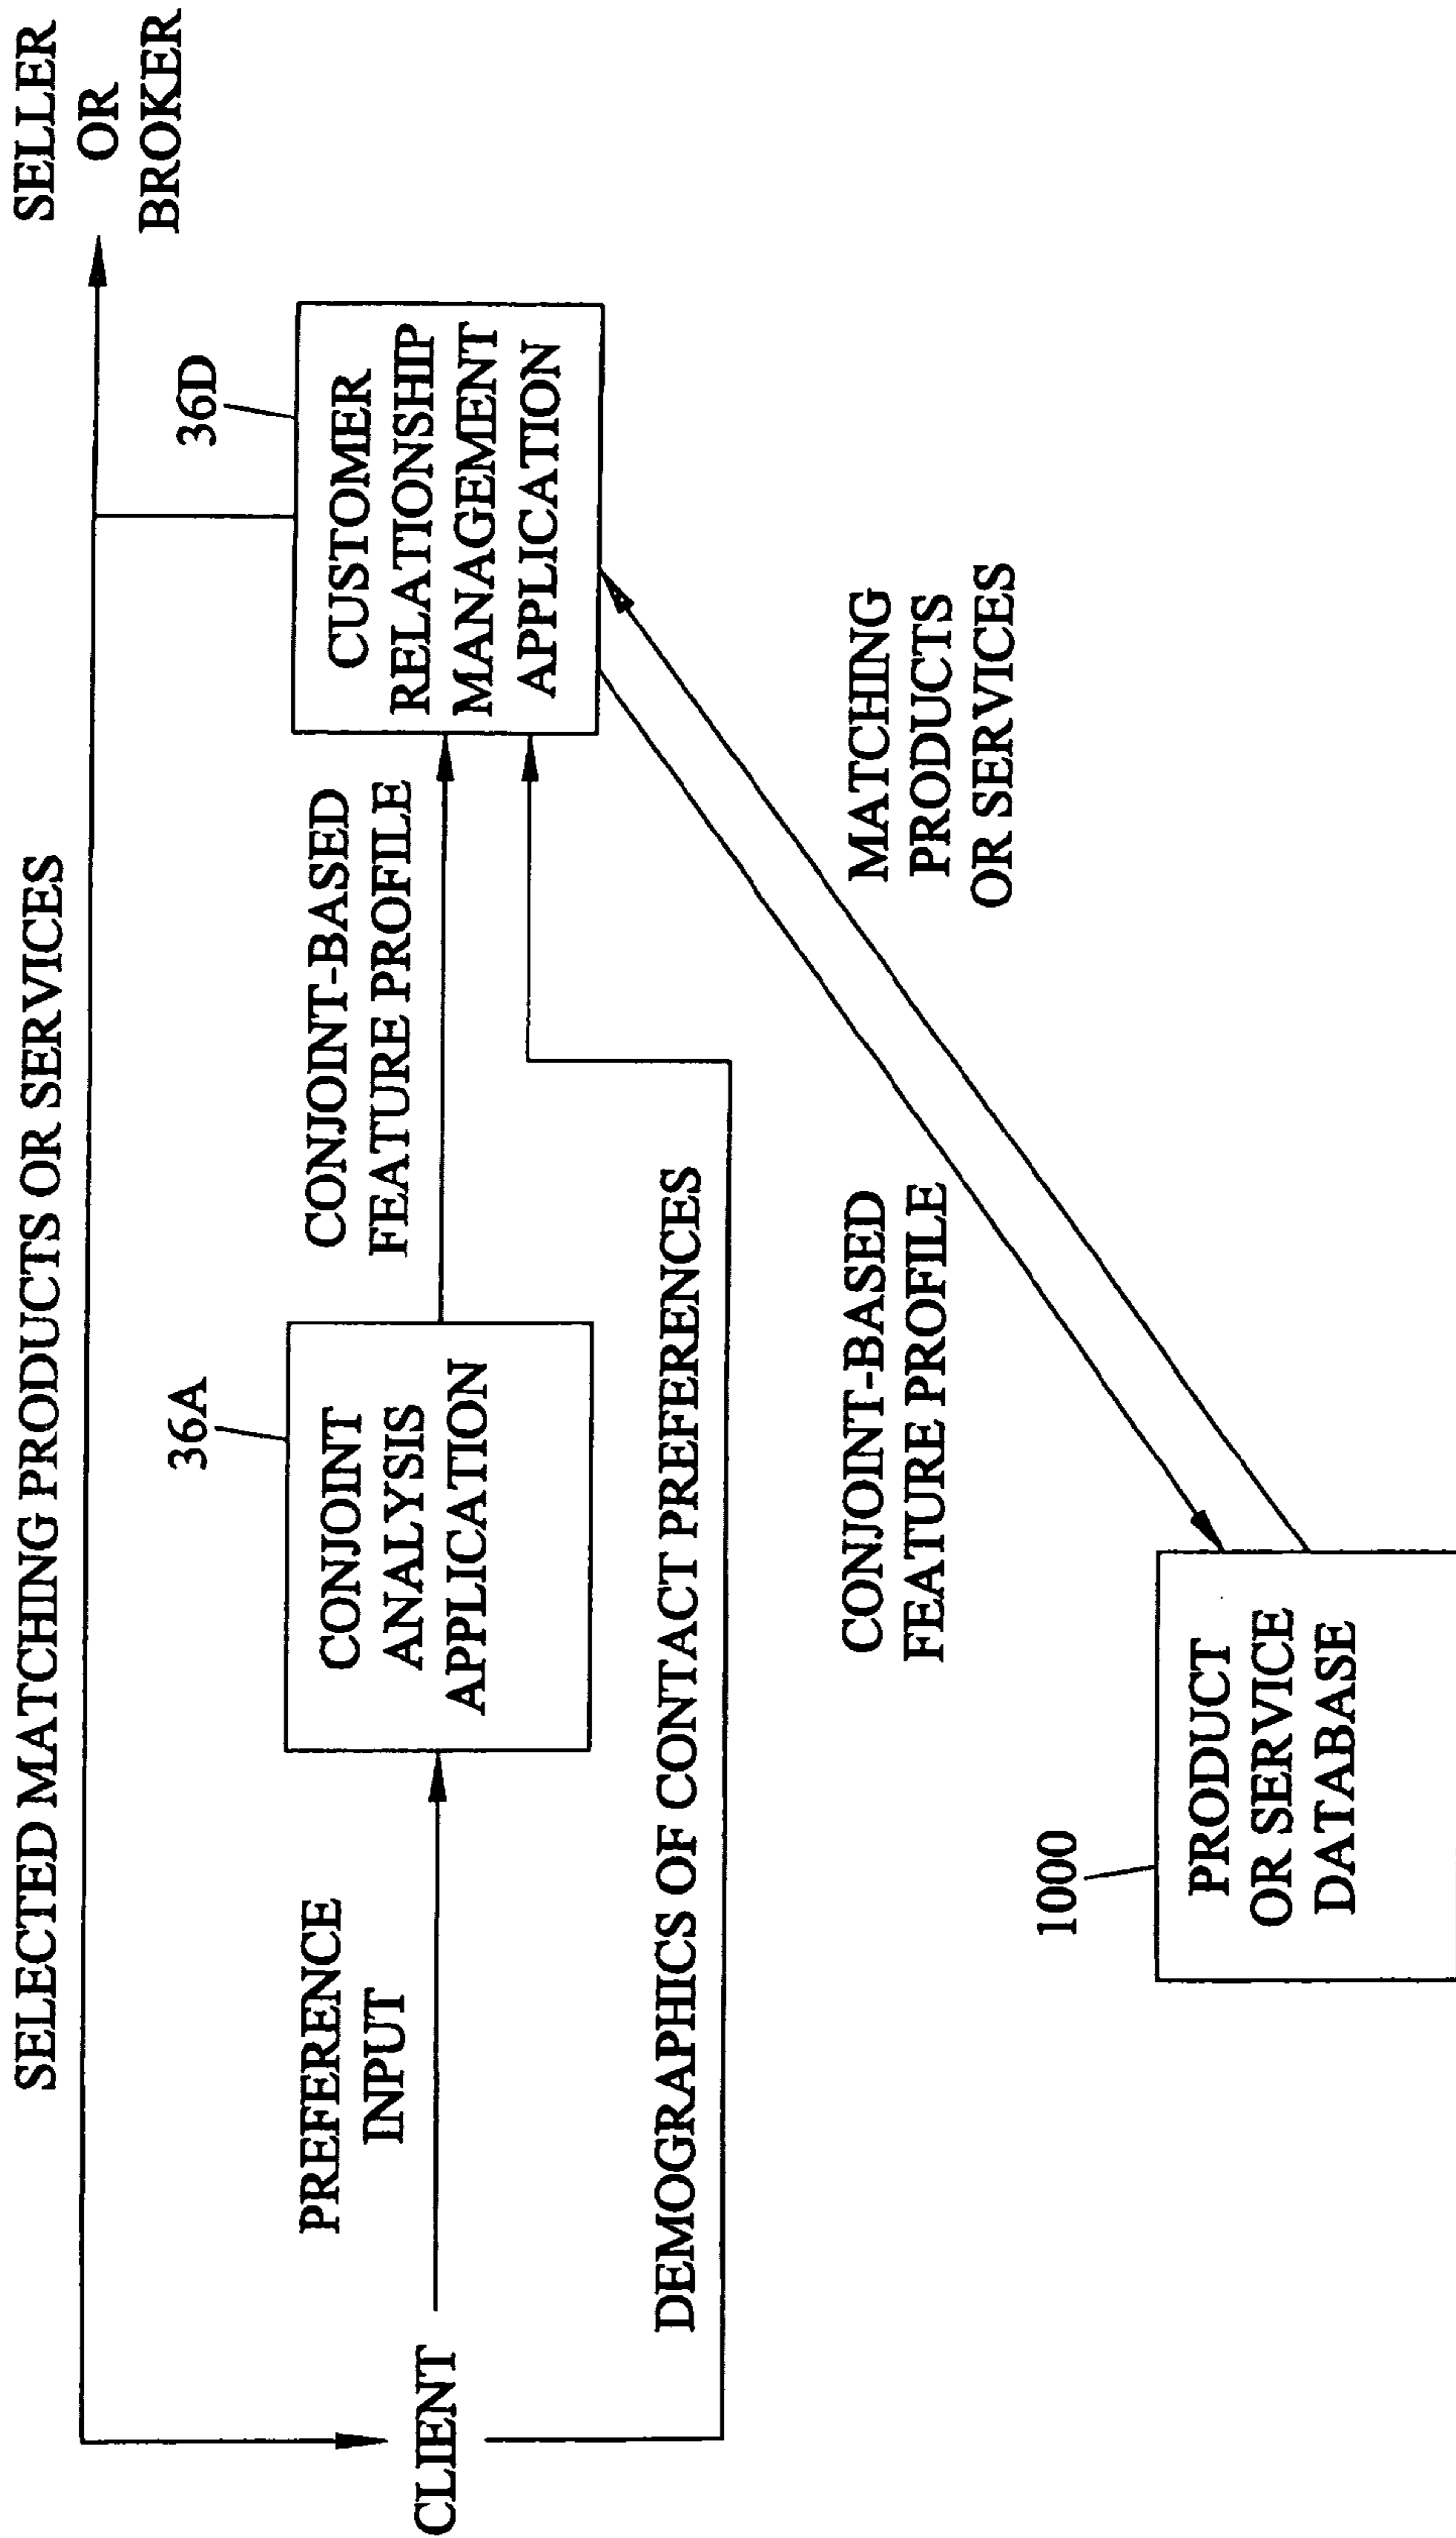 SELECTED MATCHING PRODUCTS OR SERVICES
SELLER
OR
BROKER
36D
CUSTOMER
RELATIONSHIP
MANAGEMENT
APPLICATION
36A
CONJOINT
ANALYSIS
APPLICATION
CONJOINT-BASED
FEATURE PROFILE
PREFERENCE
INPUT
CLIENT
DEMOGRAPHICS OF CONTACT PREFERENCES
CONJOINT-BASED
FEATURE PROFILE
MATCHING
PRODUCTS
OR SERVICES
1000
PRODUCT
OR SERVICE
DATABASE